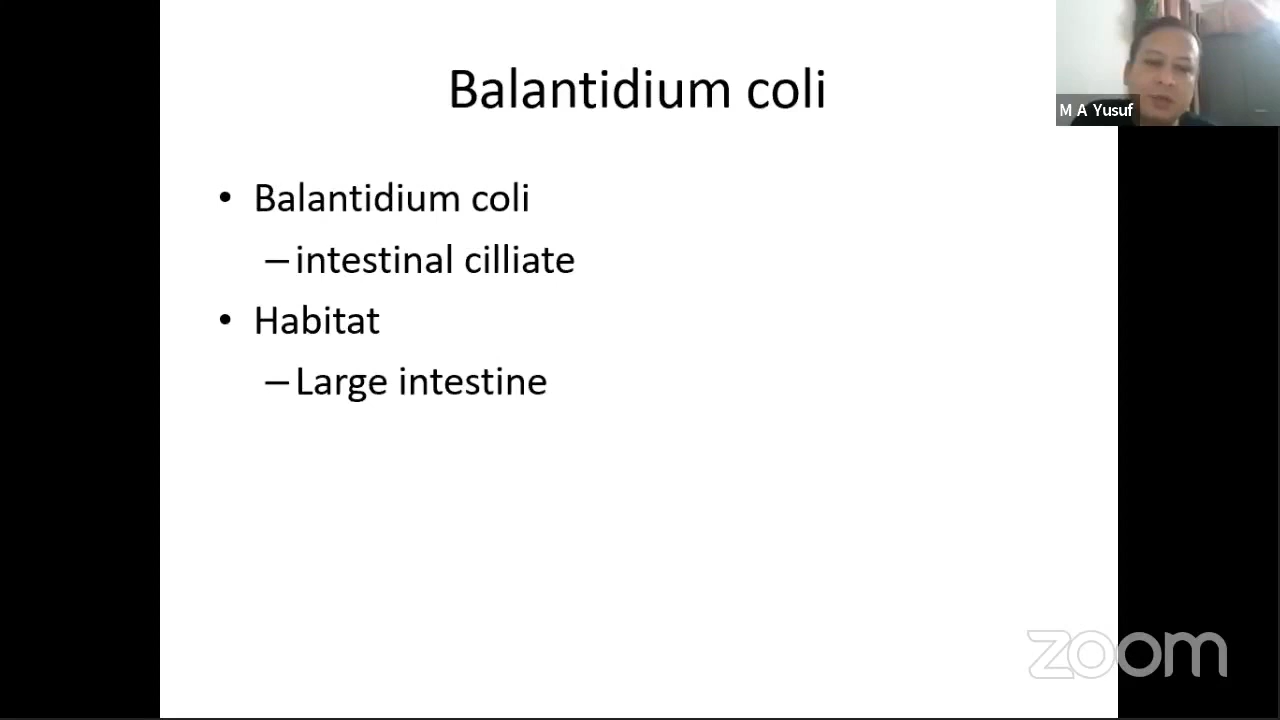 Balantidium coli
M A Yusuf
• Balantidium coli
– intestinal cilliate
• Habitat
– Large intestine
zoom